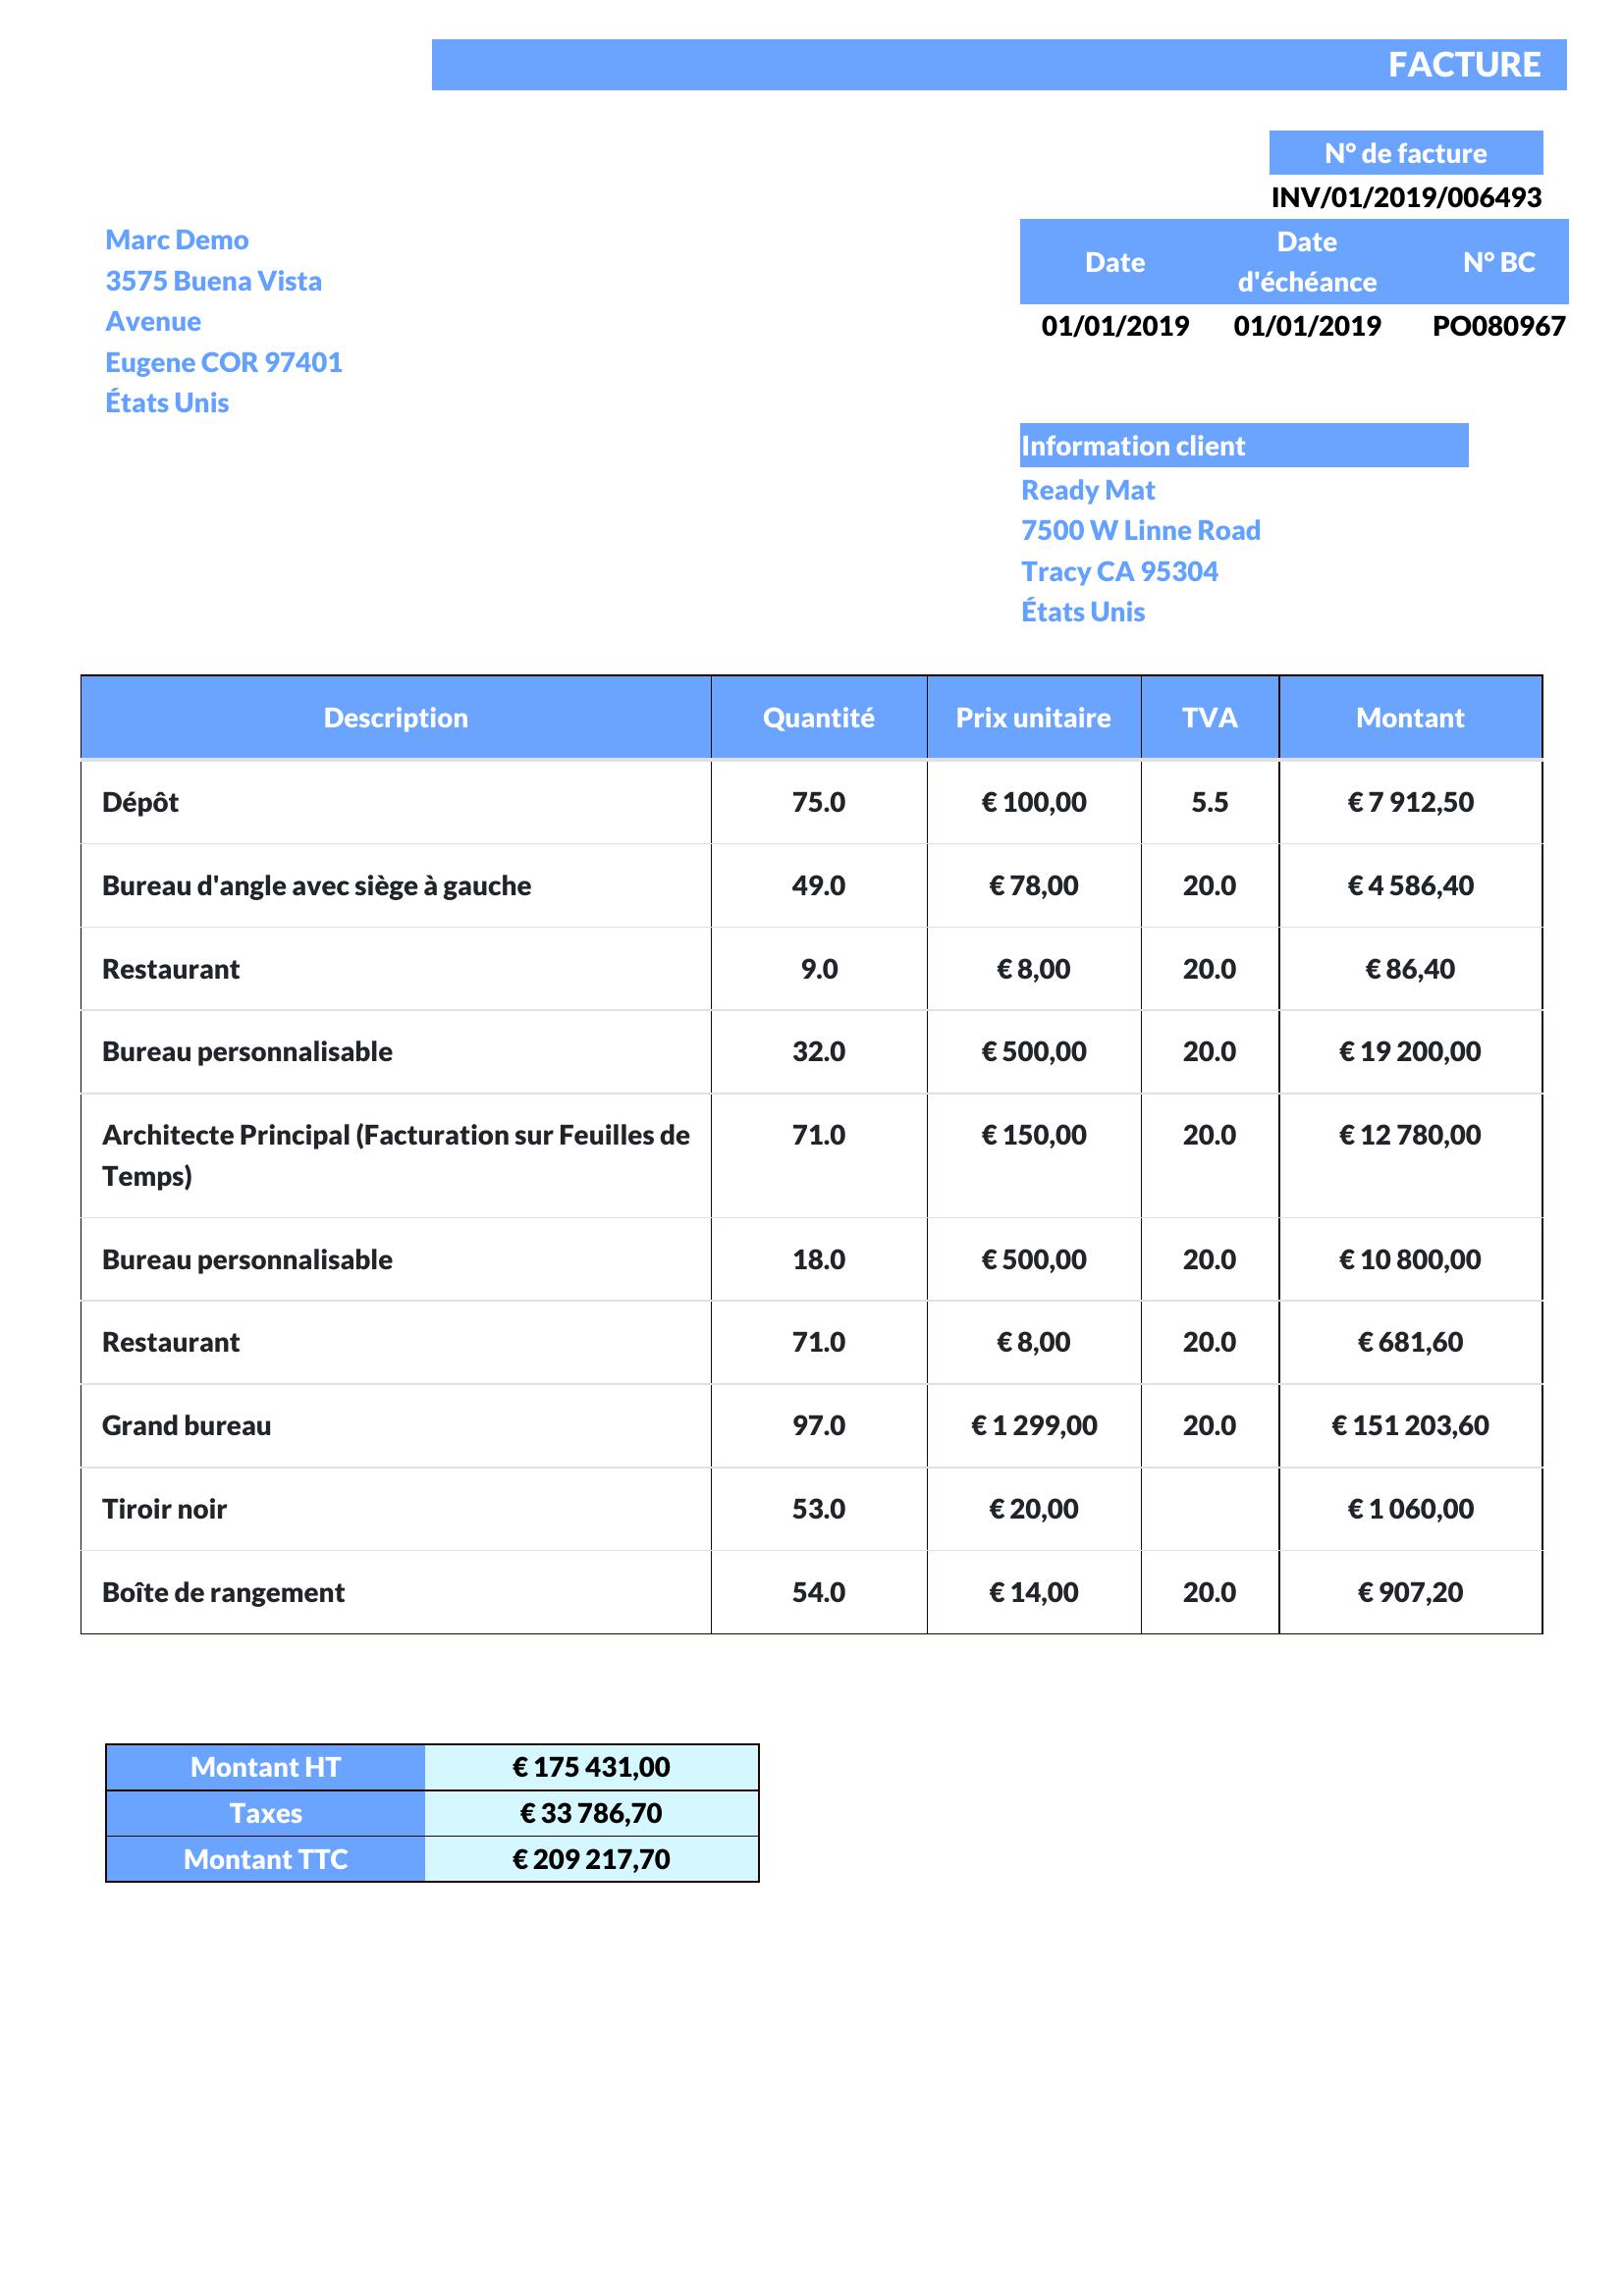 FACTURE
N° de facture
INV/01/2019/006493
Marc Demo
3575 Buena Vista
Avenue
Eugene COR 97401
États Unis
Date Date d'échéance N° BC
01/01/2019 01/01/2019 PO080967
Information client
Ready Mat
7500 W Linne Road
Tracy CA 95304
États Unis
Description Quantité Prix unitaire TVA Montant
Dépôt 75.0 € 100,00 5.5 € 7 912,50
Bureau d'angle avec siège à gauche 49.0 € 78,00 20.0 € 4 586,40
Restaurant 9.0 € 8,00 20.0 € 86,40
Bureau personnalisable 32.0 € 500,00 20.0 € 19 200,00
Architecte Principal (Facturation sur Feuilles de 71.0 € 150,00 20.0 € 12 780,00
Temps)
Bureau personnalisable 18.0 € 500,00 20.0 € 10 800,00
Restaurant 71.0 € 8,00 20.0 € 681,60
Grand bureau 97.0 € 1 299,00 20.0 € 151 203,60
Tiroir noir 53.0 € 20,00 € 1 060,00
Boîte de rangement 54.0 € 14,00 20.0 € 907,20
Montant HT € 175 431,00
Taxes € 33 786,70
Montant TTC € 209 217,70